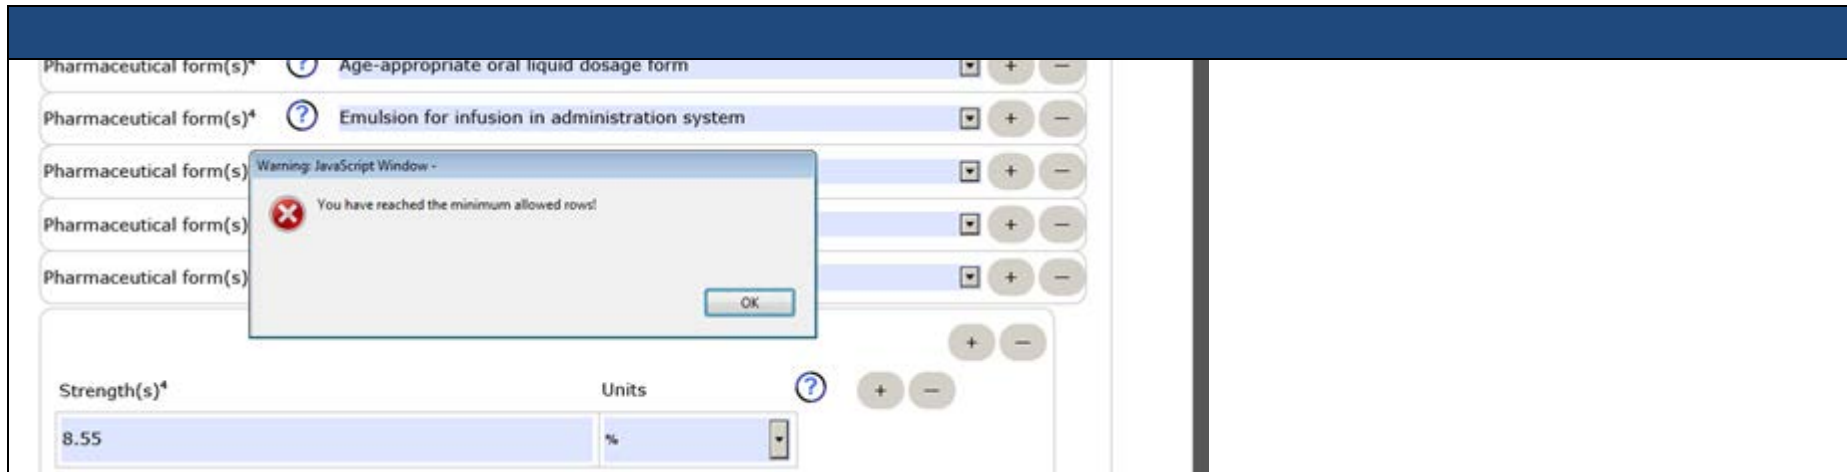 Pharmaceutical form(s)⁴ ? Age-appropriate oral liquid dosage form + –
Pharmaceutical form(s)⁴ ? Emulsion for infusion in administration system + –
Pharmaceutical form(s) + –
Warning: JavaScript Window -
You have reached the minimum allowed rows!
Pharmaceutical form(s) + –
Pharmaceutical form(s) + –
OK
+ –
Strength(s)⁴ Units ? + –
8.55 %